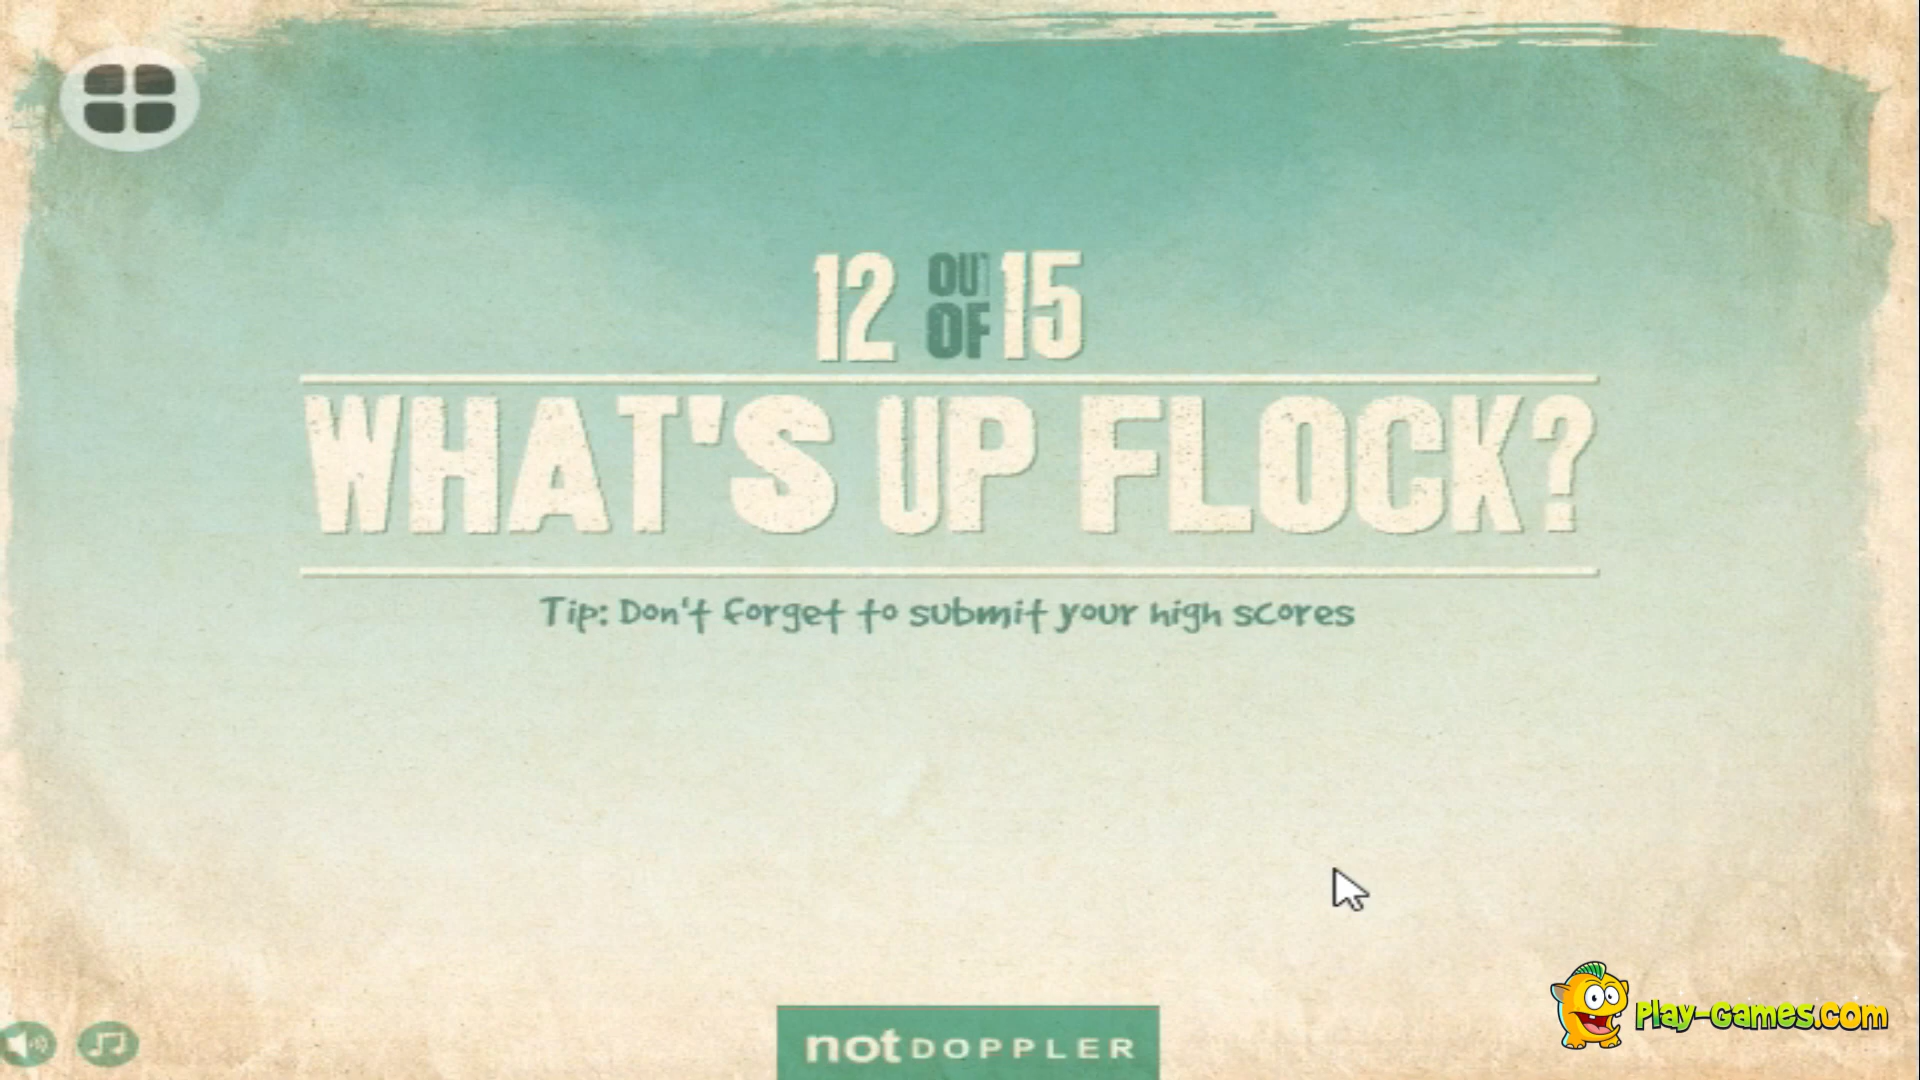 12 OUT OF 15
WHAT'S UP FLOCK?
Tip: Don't forget to submit your high scores
notDOPPLER
Play-Games.com